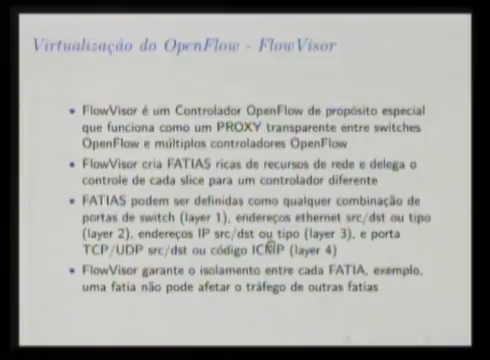 Virtualização do OpenFlow - FlowVisor
• FlowVisor é um Controlador OpenFlow de propósito especial
que funciona como um PROXY transparente entre switches
OpenFlow e múltiplos controladores OpenFlow
• FlowVisor cria FATIAS ricas de recursos de rede e delega o
controle de cada slice para um controlador diferente
• FATIAS podem ser definidas como qualquer combinação de
portas de switch (layer 1), endereços ethernet src/dst ou tipo
(layer 2), endereços IP src/dst ou tipo (layer 3), e porta
TCP/UDP src/dst ou código ICMP (layer 4)
• FlowVisor garante o isolamento entre cada FATIA, exemplo,
uma fatia não pode afetar o tráfego de outras fatias